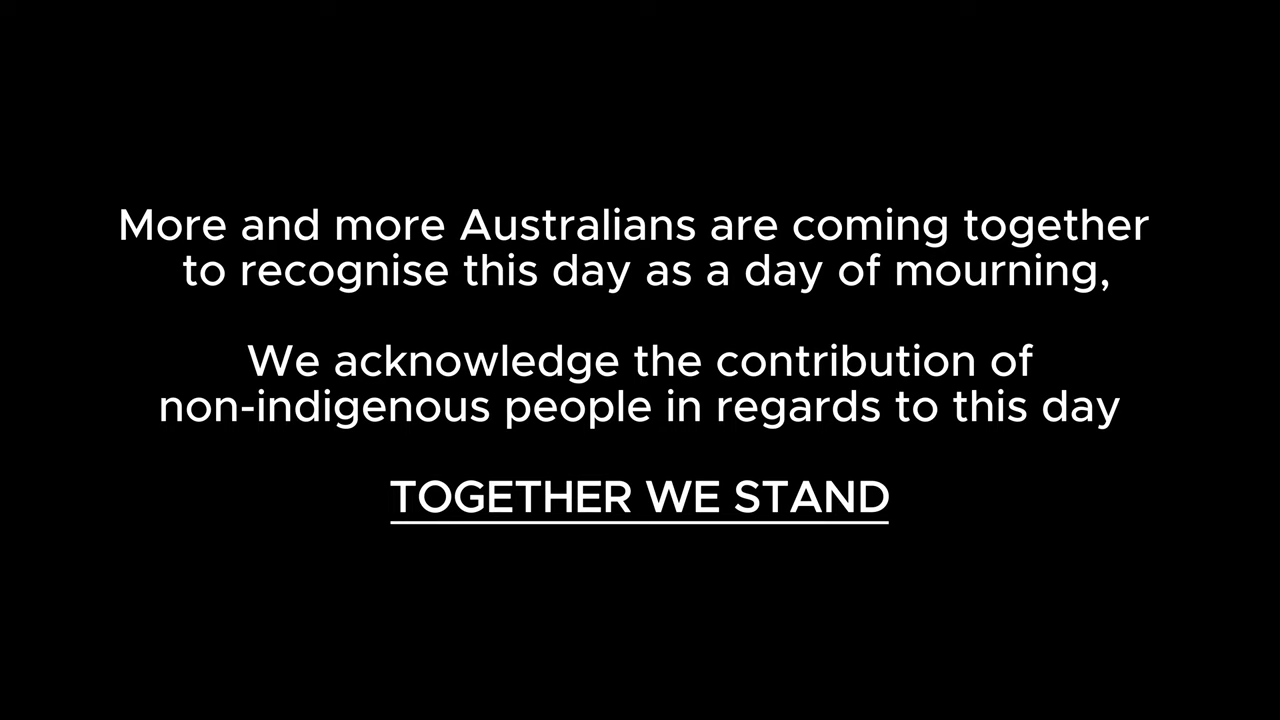 More and more Australians are coming together
to recognise this day as a day of mourning,
We acknowledge the contribution of
non-indigenous people in regards to this day
TOGETHER WE STAND